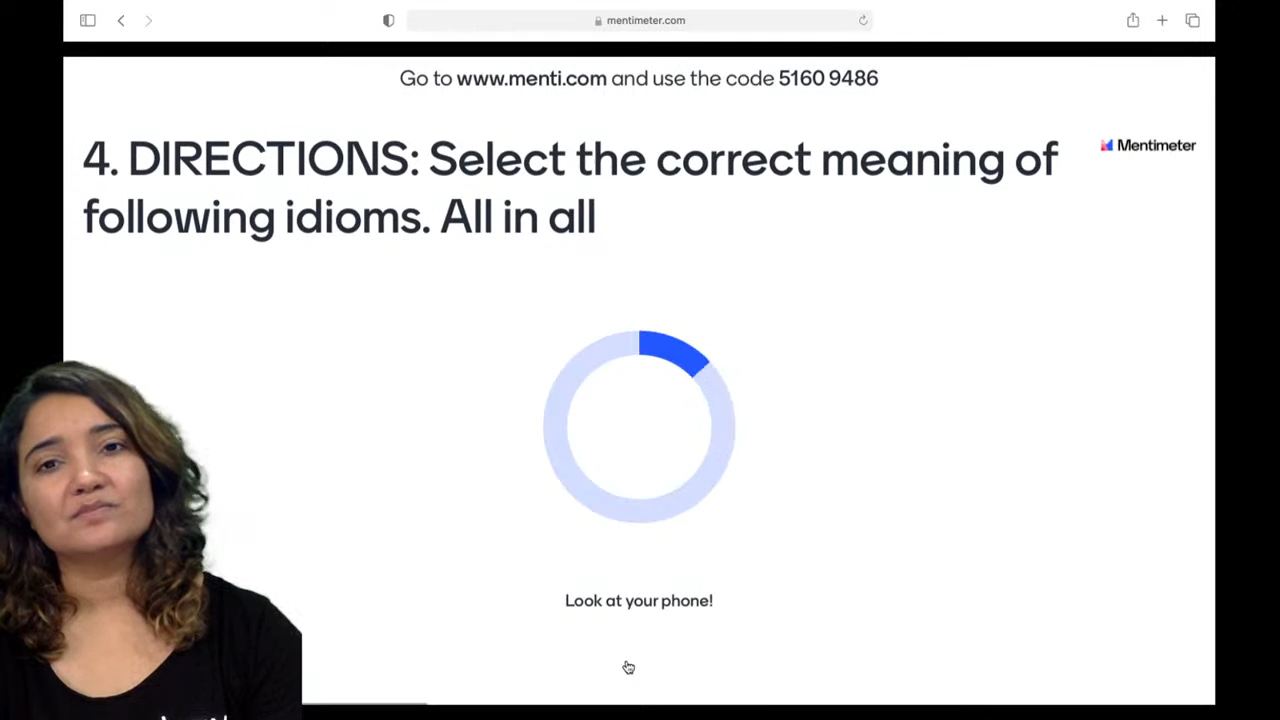 mentimeter.com
Go to www.menti.com and use the code 5160 9486
4. DIRECTIONS: Select the correct meaning of
following idioms. All in all
Mentimeter
Look at your phone!